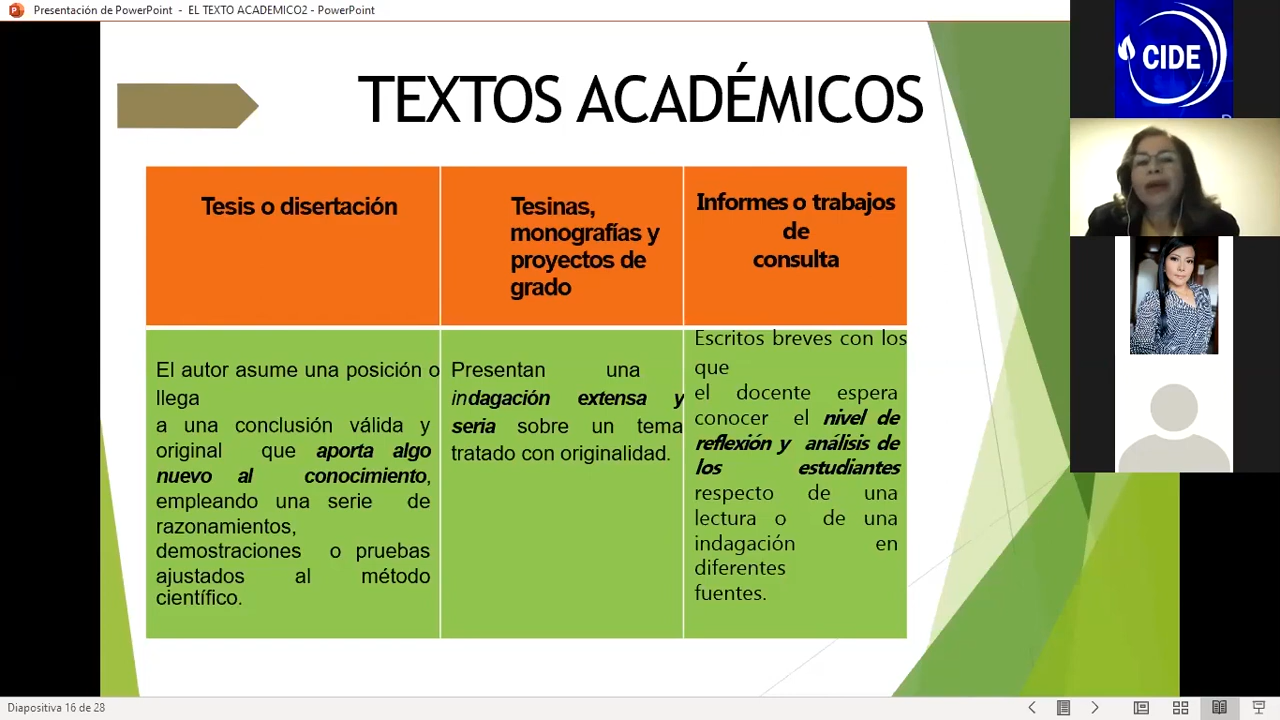 Presentación de PowerPoint - EL TEXTO ACADEMICO2 - PowerPoint
CIDE
TEXTOS ACADÉMICOS
Tesis o disertación
Tesinas,
monografías y
proyectos de
grado
Informes o trabajos
de
consulta
El autor asume una posición o
llega
a una conclusión válida y
original que aporta algo
nuevo al conocimiento,
empleando una serie de
razonamientos,
demostraciones o pruebas
ajustados al método
científico.
Presentan una
indagación extensa y
seria sobre un tema
tratado con originalidad.
Escritos breves con los
que
el docente espera
conocer el nivel de
reflexión y análisis de
los estudiantes
respecto de una
lectura o de una
indagación en
diferentes
fuentes.
Diapositiva 16 de 28